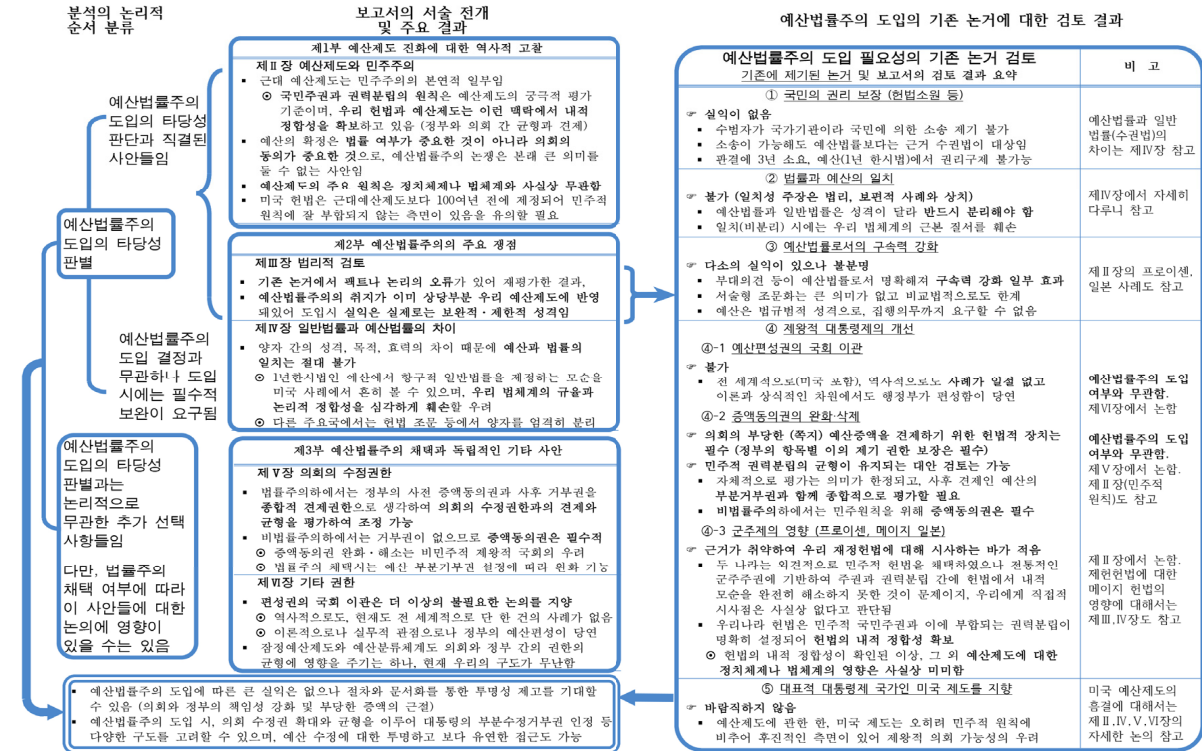 분석의 논리적
순서 분류
보고서의 서술 전개
및 주요 결과
예산법률주의 도입의 기존 논거에 대한 검토 결과
예산법률주의
도입의 타당성
판단과 직결된
사안들임
예산법률주의
도입의 타당성
판별
예산법률주의
도입 결정과
무관하나 도입
시에는 필수적
보완이 요구됨
예산법률주의
도입의 타당성
판별과는
논리적으로
무관한 추가 선택
사항들임
다만, 법률주의
채택 여부에 따라
이 사안들에 대한
논의에 영향이
있을 수는 있음
제1부 예산제도 진화에 대한 역사적 고찰
제Ⅱ장 예산제도와 민주주의
▪ 근대 예산제도는 민주주의의 본연적 일부임
⊙ 국민주권과 권력분립의 원칙은 예산제도의 궁극적 평가
기준이며, 우리 헌법과 예산제도는 이런 맥락에서 내적
정합성을 확보하고 있음 (정부와 의회 간 균형과 견제)
▪ 예산의 확정은 법률 여부가 중요한 것이 아니라 의회의
동의가 중요한 것으로, 예산법률주의 논쟁은 본래 큰 의미를
둘 수 없는 사안임
▪ 예산제도의 주요 원칙은 정치체제나 법체계와 사실상 무관함
▪ 미국 헌법은 근대예산제도보다 100여년 전에 제정되어 민주적
원칙에 잘 부합되지 않는 측면이 있음을 유의할 필요
제2부 예산법률주의의 주요 쟁점
제Ⅲ장 법리적 검토
▪ 기존 논거에서 팩트나 논리의 오류가 있어 재평가한 결과,
▪ 예산법률주의의 취지가 이미 상당부분 우리 예산제도에 반영
돼있어 도입시 실익은 실제로는 보완적·제한적 성격임
제Ⅳ장 일반법률과 예산법률의 차이
▪ 양자 간의 성격, 목적, 효력의 차이 때문에 예산과 법률의
일치는 절대 불가
⊙ 1년한시법인 예산에서 항구적 일반법률을 제정하는 모순을
미국 사례에서 흔히 볼 수 있으며, 우리 법체계의 규율과
논리적 정합성을 심각하게 훼손할 우려
⊙ 다른 주요국에서는 헌법 조문 등에서 양자를 엄격히 분리
제3부 예산법률주의의 채택과 독립적인 기타 사안
제Ⅴ장 의회의 수정권한
▪ 법률주의하에서는 정부의 사전 증액동의권과 사후 거부권을
종합적 견제권한으로 생각하여 의회의 수정권한과의 견제와
균형을 평가하여 조정 가능
▪ 비법률주의하에서는 거부권이 없으므로 증액동의권은 필수적
⊙ 증액동의권 완화·해소는 비민주적 제왕적 국회의 우려
⊙ 법률주의 채택시는 예산 부분거부권 설정에 따라 완화 가능
제Ⅵ장 기타 권한
▪ 편성권의 국회 이관은 더 이상의 불필요한 논의를 지양
⊙ 역사적으로도, 현재도 전 세계적으로 단 한 건의 사례가 없음
⊙ 이론적으로나 실무적 관점으로나 정부의 예산편성이 당연
▪ 잠정예산제도와 예산분류체계도 의회와 정부 간의 권한의
균형에 영향을 주기는 하나, 현재 우리의 구도가 무난함
▪ 예산법률주의의 도입에 따른 큰 실익은 없으나 절차와 문서화를 통한 투명성 제고를 기대할
수 있음 (의회와 정부의 책임성 강화 및 부당한 증액의 근절)
▪ 예산법률주의의 도입 시, 의회 수정권 확대와 균형을 이루어 대통령의 부분수정거부권 인정 등
다양한 구도를 고려할 수 있으며, 예산 수정에 대한 투명하고 보다 유연한 접근도 가능
예산법률주의 도입 필요성의 기존 논거 검토
기존에 제기된 논거 및 보고서의 검토 결과 요약
비 고
① 국민의 권리 보장 (헌법소원 등)
☞ 실익이 없음
▪ 수범자가 국가기관이라 국민에 의한 소송 제기 불가
▪ 소송이 가능해도 예산법률보다는 근거 수권법이 대상임
▪ 판결에 3년 소요, 예산(1년 한시법)에서 권리구제 불가능
예산법률과 일반
법률(수권법)의
차이는 제Ⅳ장 참고
② 법률과 예산의 일치
☞ 불가 (일치성 주장은 법리, 보편적 사례와 상치)
▪ 예산법률과 일반법률은 성격이 달라 반드시 분리해야 함
▪ 일치(비분리) 시에는 우리 법체계의 근본 질서를 훼손
제Ⅳ장에서 자세히
다루니 참고
③ 예산법률로서의 구속력 강화
☞ 다소의 실익이 있으나 불분명
▪ 부대의견 등이 예산법률로서 명확해져 구속력 강화 일부 효과
▪ 서술형 조문화는 큰 의미가 없고 비교법적으로도 한계
▪ 예산은 법규범적 성격으로, 집행의무까지 요구할 수 없음
제Ⅱ장의 프로이센,
일본 사례도 참고
④ 제왕적 대통령제의 개선
④-1 예산편성권의 국회 이관
☞ 불가
▪ 전 세계적으로(미국 포함), 역사적으로도 사례가 일절 없고
이론과 상식적인 차원에서도 행정부가 편성함이 당연
예산법률주의 도입
여부와 무관함.
제Ⅵ장에서 논함
④-2 증액동의권의 완화·삭제
☞ 의회의 부당한 (쪽지) 예산증액을 견제하기 위한 헌법적 장치는
필수 (정부의 항목별 이의 제기 권한 보장은 필수)
☞ 민주적 권력분립의 균형이 유지되는 대안 검토는 가능
▪ 자체적으로 평가는 의미가 한정되고, 사후 견제인 예산의
부분거부권과 함께 종합적으로 평가할 필요
▪ 비법률주의하에서는 민주원칙을 위해 증액동의권은 필수
예산법률주의 도입
여부와 무관함.
제Ⅴ장에서 논함.
제Ⅱ장(민주적
원칙)도 참고
④-3 군주제의 영향 (프로이센, 메이지 일본)
☞ 근거가 취약하여 우리 재정헌법에 대해 시사하는 바가 적음
▪ 두 나라는 외견적으로 민주적 헌법을 채택하였으나 전통적인
군주주권에 기반하여 주권과 권력분립 간에 헌법에서 내적
모순을 완전히 해소하지 못한 것이 문제이지, 우리에게 직접적
시사점은 사실상 없다고 판단됨
▪ 우리나라 헌법은 민주적 국민주권과 이에 부합되는 권력분립이
명확히 설정되어 헌법의 내적 정합성 확보
⊙ 헌법의 내적 정합성이 확인된 이상, 그 외 예산제도에 대한
정치체제나 법체계의 영향은 사실상 미미함
제Ⅱ장에서 논함.
제헌헌법에 대한
메이지 헌법의
영향에 대해서는
제Ⅲ,Ⅳ장도 참고
⑤ 대표적 대통령제 국가인 미국 제도를 지향
☞ 바람직하지 않음
▪ 예산제도에 관한 한, 미국 제도는 오히려 민주적 원칙에
비추어 후진적인 측면이 있어 제왕적 의회 가능성의 우려
미국 예산제도의
흠결에 대해서는
제Ⅱ,Ⅳ,Ⅴ,Ⅵ장의
자세한 논의 참고